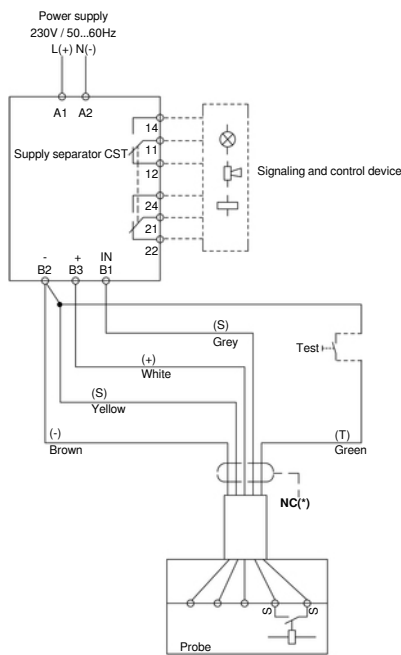 Power supply
230V / 50...60Hz
L(+) N(-)
A1 A2
14
11
Supply separator CST
12
Signaling and control device
24
21
22
- + IN
B2 B3 B1
(S)
Grey
Test
(+)
White
(S)
Yellow
(-)
Brown
(T)
Green
NC(*)
S S
Probe